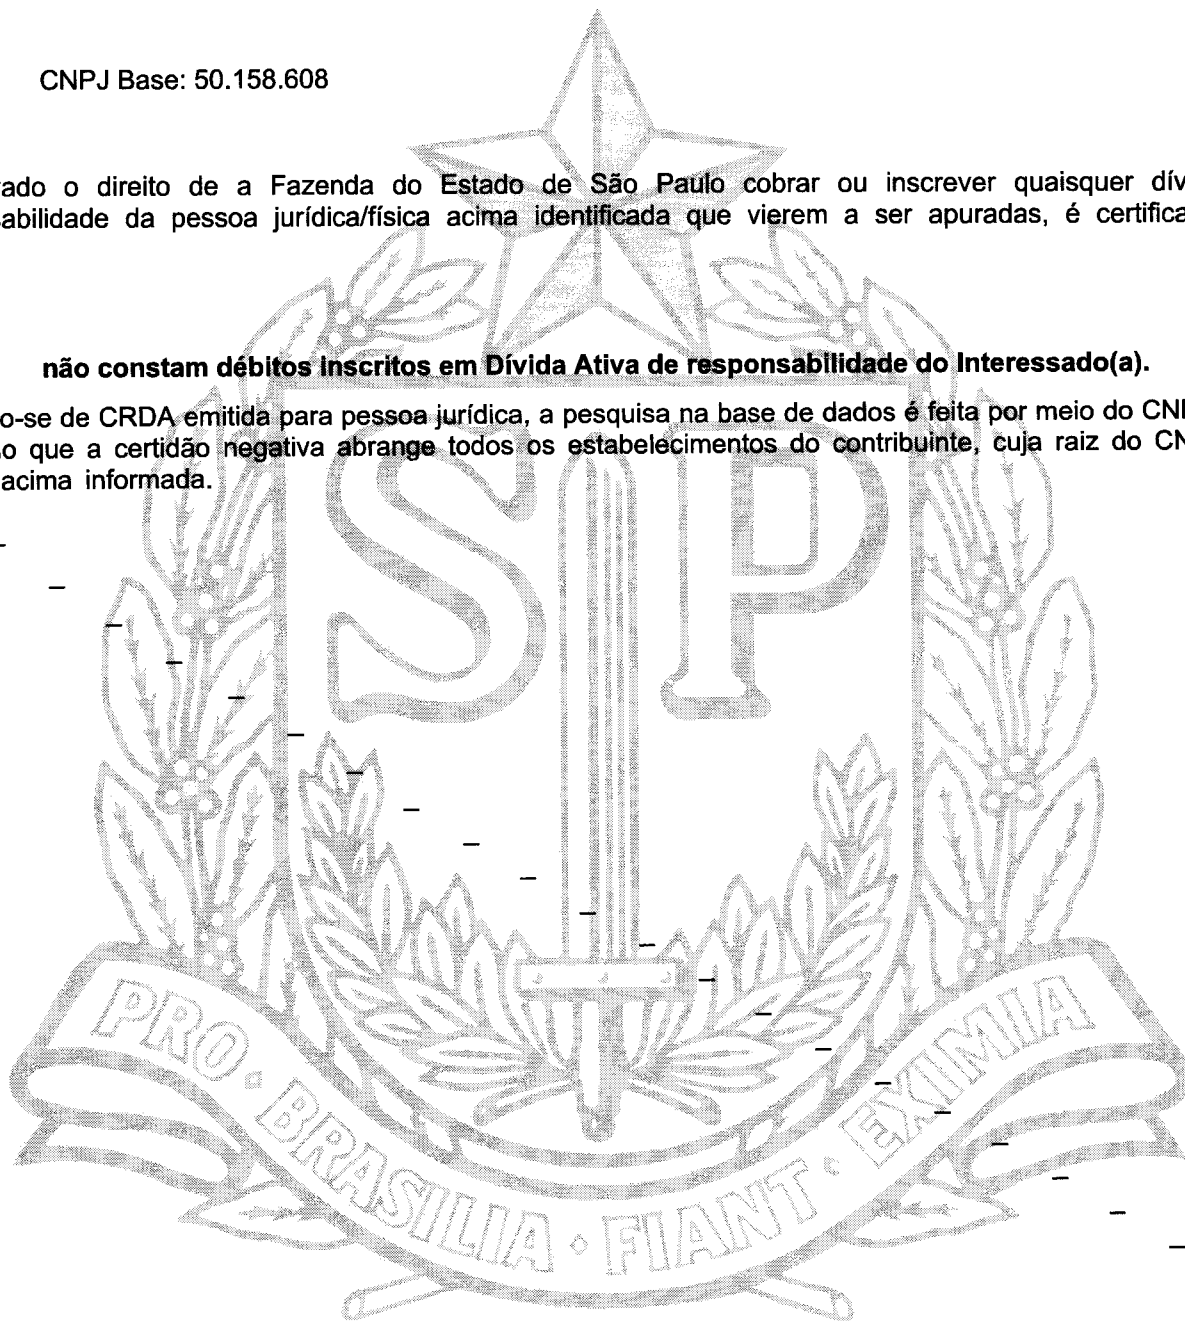 CNPJ Base: 50.158.608
ado o direito de a Fazenda do Estado de São Paulo cobrar ou inscrever quaisquer dív
abilidade da pessoa jurídica/física acima identificada que vierem a ser apuradas, é certifica
não constam débitos inscritos em Dívida Ativa de responsabilidade do Interessado(a).
o-se de CRDA emitida para pessoa jurídica, a pesquisa na base de dados é feita por meio do CN
o que a certidão negativa abrange todos os estabelecimentos do contribuinte, cuja raiz do CN
acima informada.
SP
PRO · BRASILIA · FIANT · EXIMIA